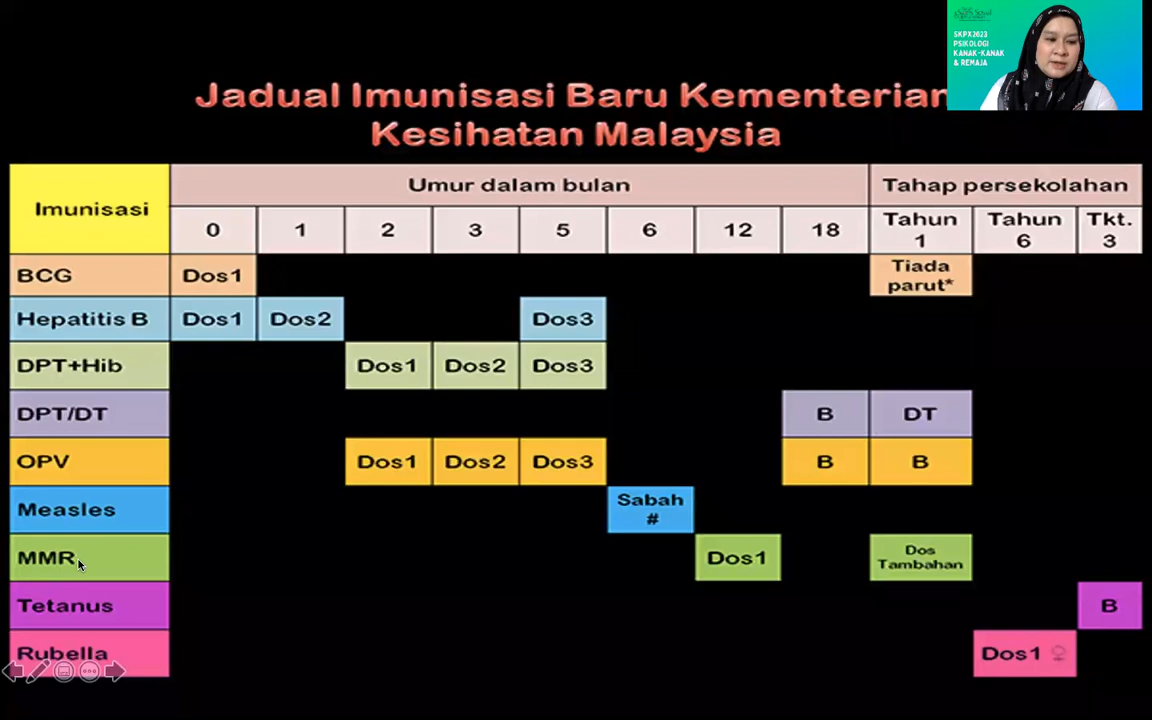 SKPX2023
PSIKOLOGI
KANAK-KANAK
& REMAJA
Jadual Imunisasi Baru Kementerian
Kesihatan Malaysia
Imunisasi
Umur dalam bulan
Tahap persekolahan
0
1
2
3
5
6
12
18
Tahun
1
Tahun
6
Tkt.
3
BCG
Dos1
Tiada
parut*
Hepatitis B
Dos1
Dos2
Dos3
DPT+Hib
Dos1
Dos2
Dos3
DPT/DT
B
DT
OPV
Dos1
Dos2
Dos3
B
B
Measles
Sabah
#
MMR
Dos1
Dos
Tambahan
Tetanus
B
Rubella
Dos1 ♀